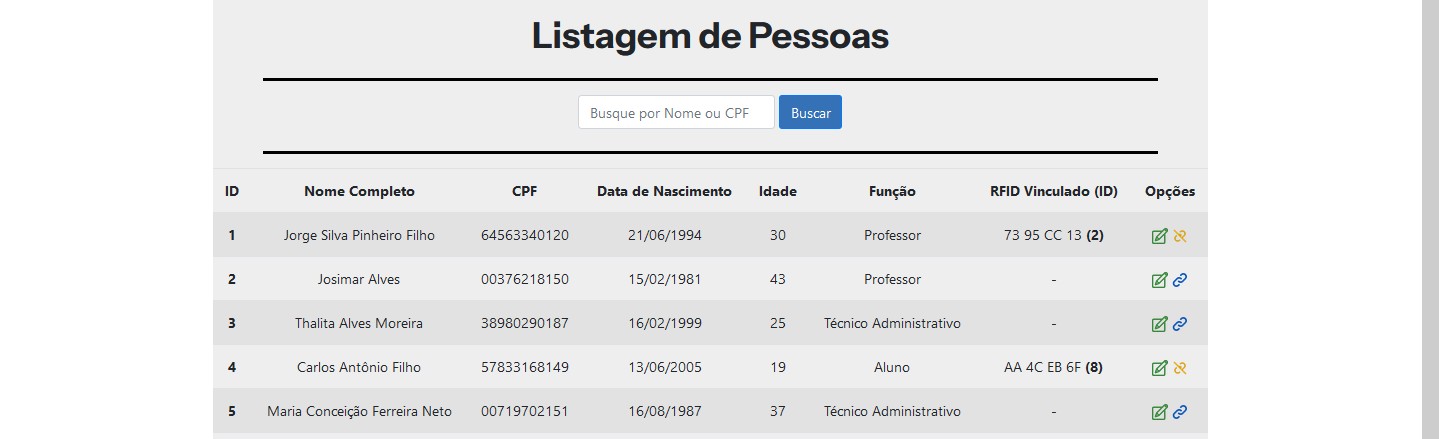 Listagem de Pessoas
Busque por Nome ou CPF Buscar
ID Nome Completo CPF Data de Nascimento Idade Função RFID Vinculado (ID) Opções
1 Jorge Silva Pinheiro Filho 64563340120 21/06/1994 30 Professor 73 95 CC 13 (2)
2 Josimar Alves 00376218150 15/02/1981 43 Professor -
3 Thalita Alves Moreira 38980290187 16/02/1999 25 Técnico Administrativo -
4 Carlos Antônio Filho 57833168149 13/06/2005 19 Aluno AA 4C EB 6F (8)
5 Maria Conceição Ferreira Neto 00719702151 16/08/1987 37 Técnico Administrativo -